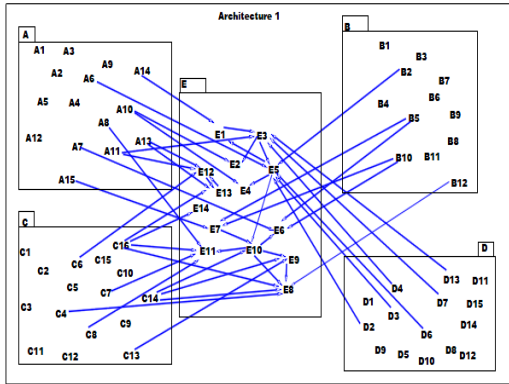 Architecture 1
A
A1
A3
A9
A2
A6
A14
A5
A4
A10
A8
A12
A7
A11
A13
A15
B
B1
B3
B2
B7
B4
B6
B5
B9
B8
B10
B11
B12
E
E1
E3
E2
E5
E12
E4
E13
E14
E7
E6
E11
E10
E9
E8
C
C1
C16
C2
C6
C15
C10
C5
C7
C14
C3
C4
C9
C8
C11
C12
C13
D
D13
D11
D4
D1
D7
D15
D3
D2
D14
D6
D9
D5
D8
D10
D12